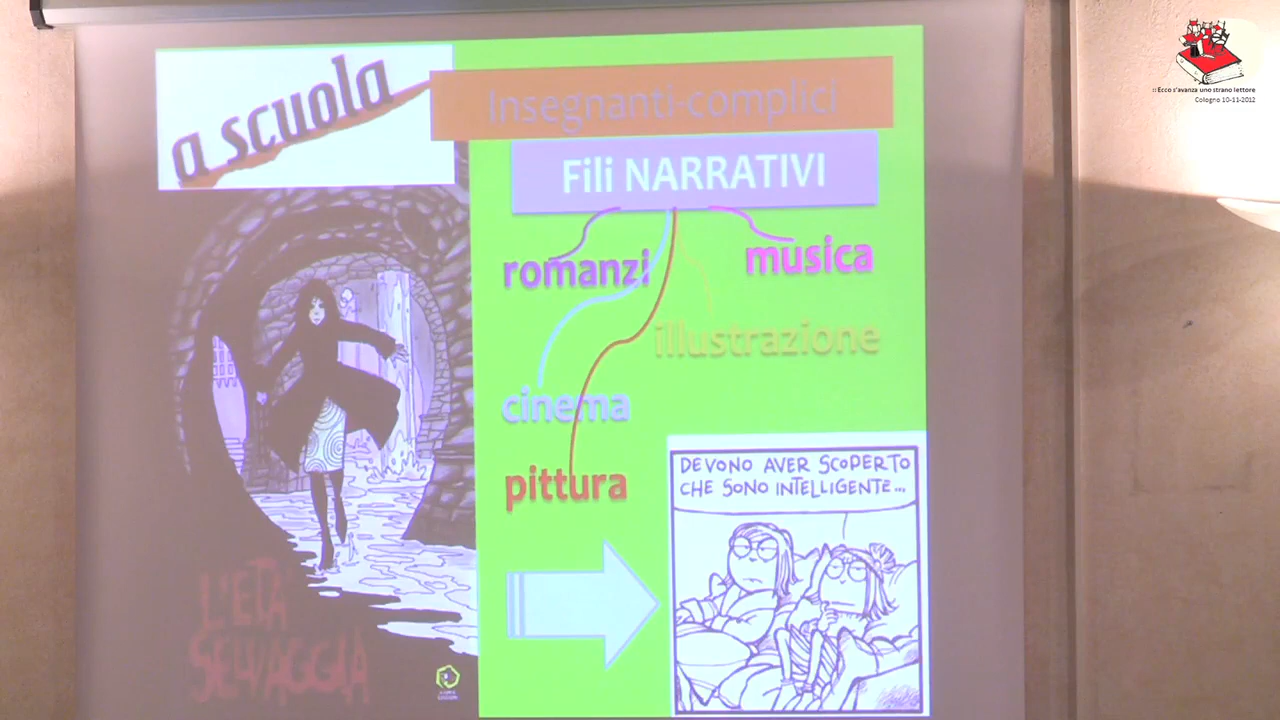 :: Ecco s'avanza uno strano lettore
Cologno 10-11-2012
a scuola
Insegnanti-complici
Fili NARRATIVI
romanzi
musica
illustrazione
cinema
pittura
DEVONO AVER SCOPERTO
CHE SONO INTELLIGENTE...
L'ETÀ
SELVAGGIA